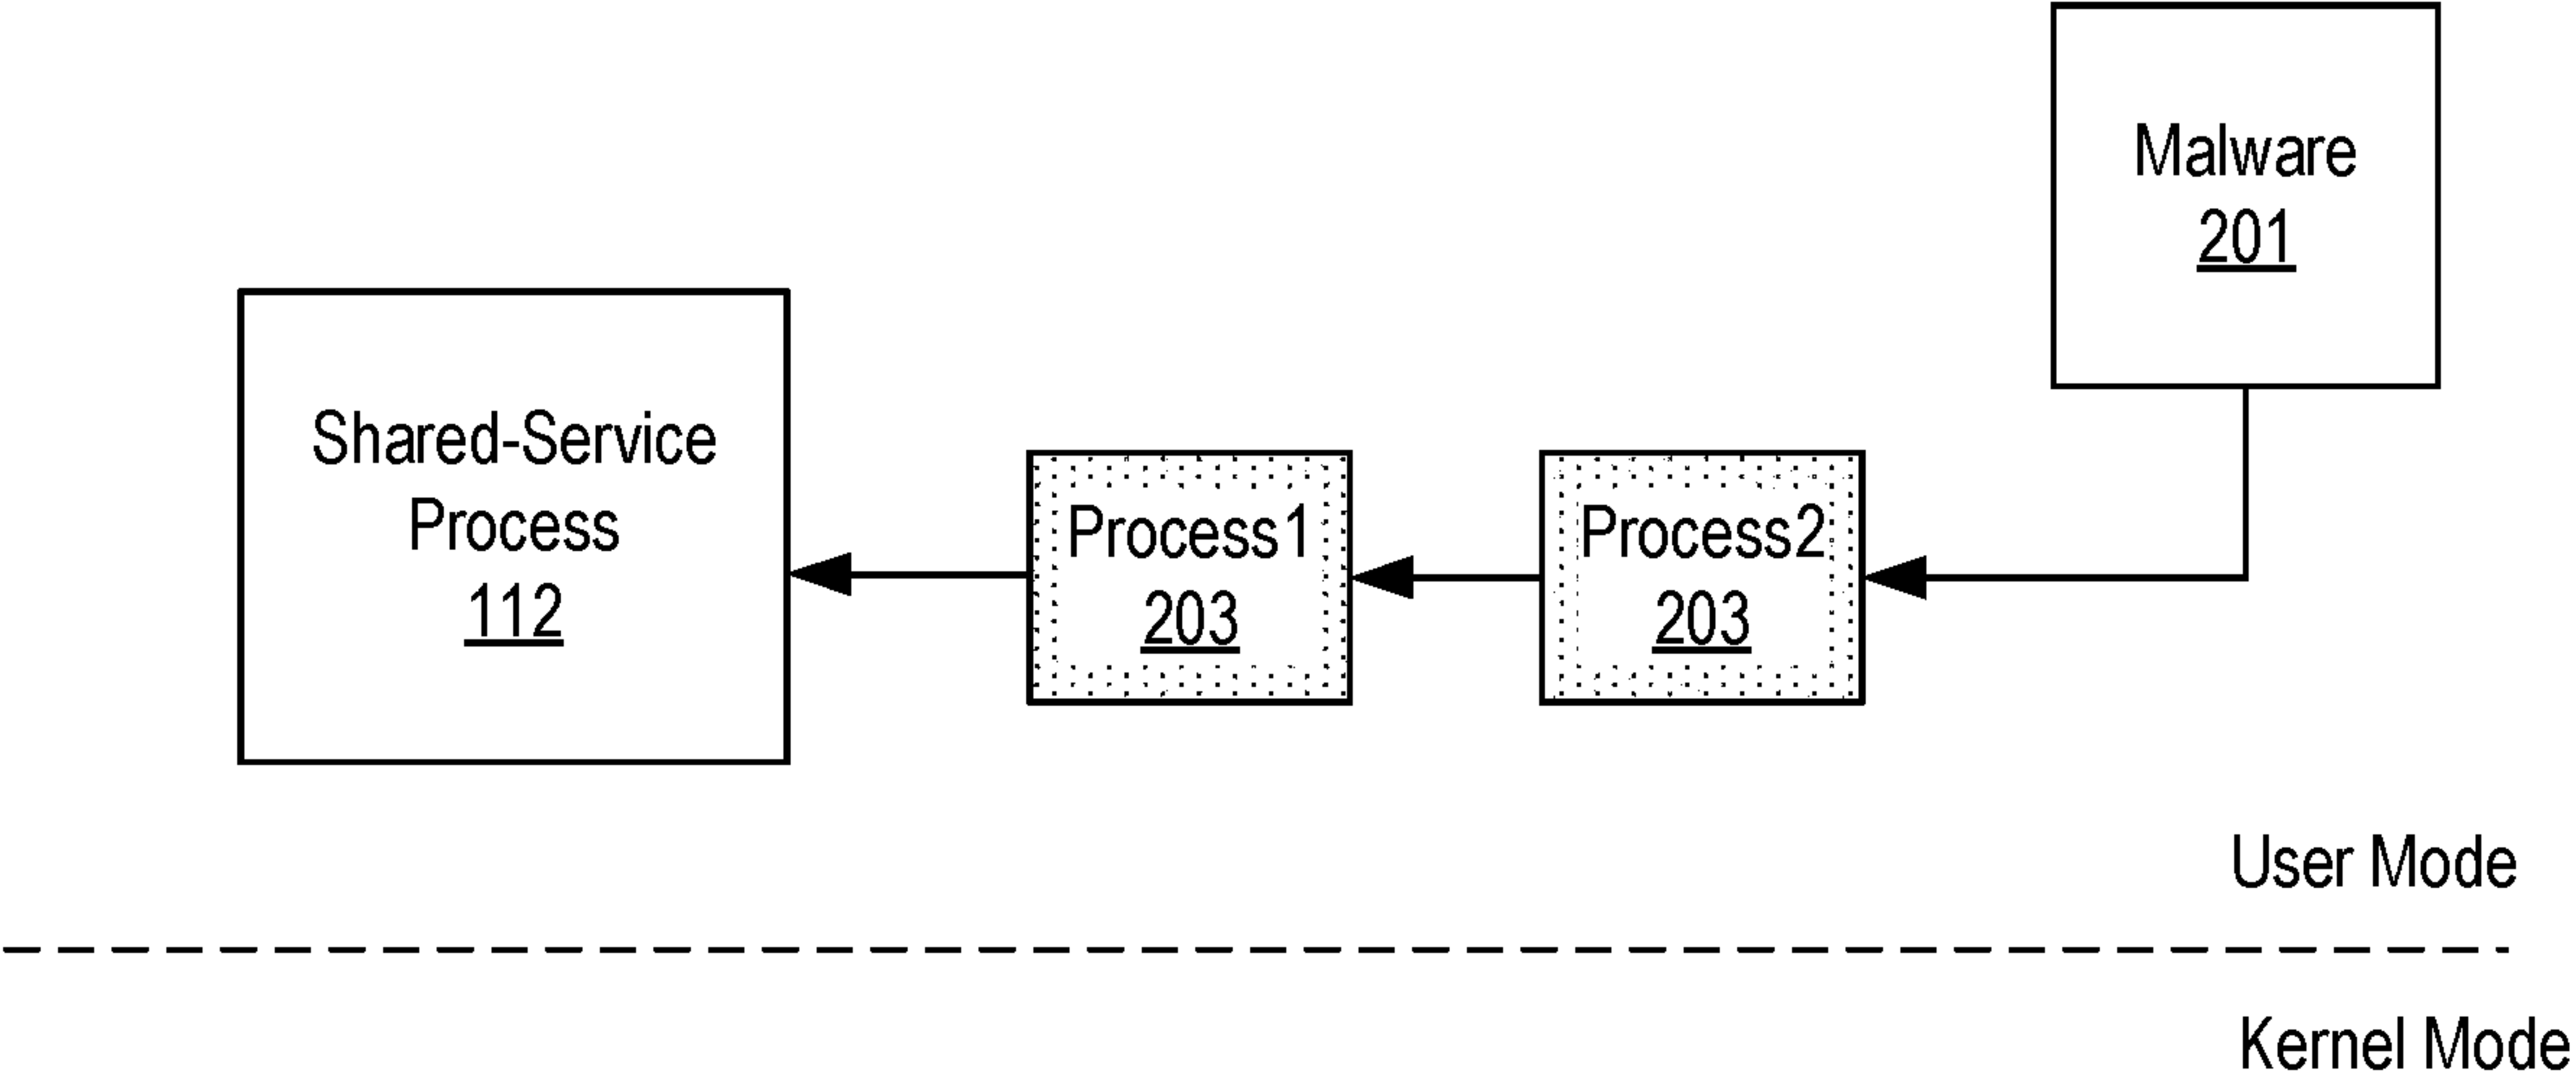 Malware
201
Shared-Service
Process
112
Process1
203
Process2
203
User Mode
Kernel Mode